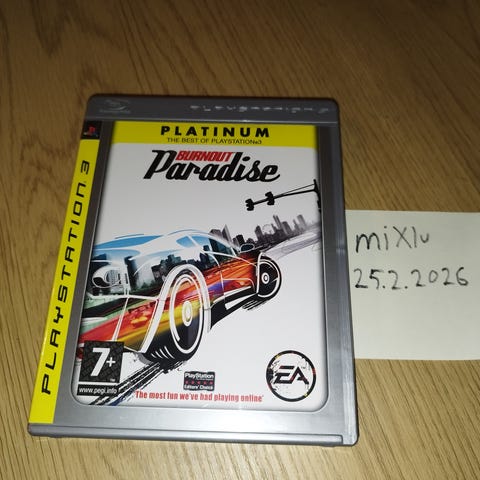 PLATINUM
THE BEST OF PLAYSTATION®3
BURNOUT
Paradise
PLAYSTATION 3
miXlu
25.2.2026
7+
www.pegi.info
PlayStation
Editors' Choice
EA
'The most fun we've had playing online'